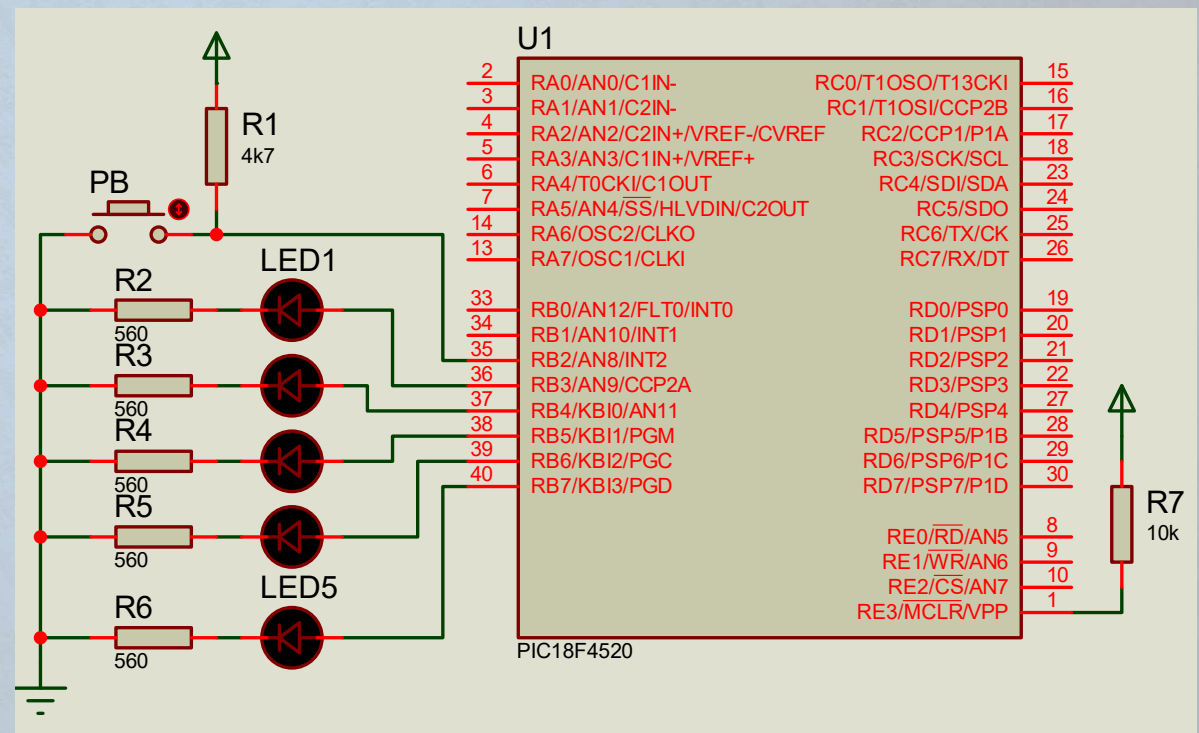 U1
R1
4k7
PB
LED1
R2
560
R3
560
R4
560
R5
560
LED5
R6
560
2 RA0/AN0/C1IN-
3 RA1/AN1/C2IN-
4 RA2/AN2/C2IN+/VREF-/CVREF
5 RA3/AN3/C1IN+/VREF+
6 RA4/T0CKI/C1OUT
7 RA5/AN4/SS/HLVDIN/C2OUT
14 RA6/OSC2/CLKO
13 RA7/OSC1/CLKI
33 RB0/AN12/FLT0/INT0
34 RB1/AN10/INT1
35 RB2/AN8/INT2
36 RB3/AN9/CCP2A
37 RB4/KBI0/AN11
38 RB5/KBI1/PGM
39 RB6/KBI2/PGC
40 RB7/KBI3/PGD
RC0/T1OSO/T13CKI 15
RC1/T1OSI/CCP2B 16
RC2/CCP1/P1A 17
RC3/SCK/SCL 18
RC4/SDI/SDA 23
RC5/SDO 24
RC6/TX/CK 25
RC7/RX/DT 26
RD0/PSP0 19
RD1/PSP1 20
RD2/PSP2 21
RD3/PSP3 22
RD4/PSP4 27
RD5/PSP5/P1B 28
RD6/PSP6/P1C 29
RD7/PSP7/P1D 30
RE0/RD/AN5 8
RE1/WR/AN6 9
RE2/CS/AN7 10
RE3/MCLR/VPP 1
R7
10k
PIC18F4520